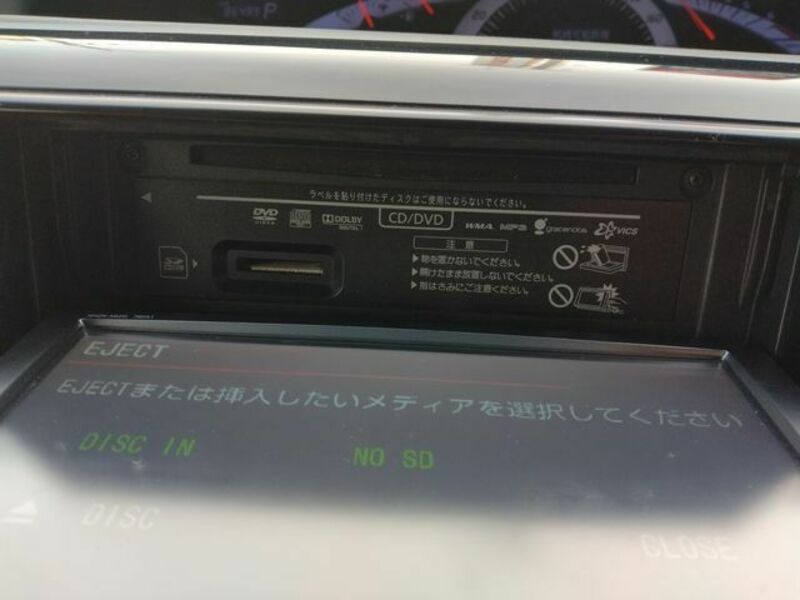 P
ラベルを貼り付けたディスクはご使用にならないでください。
DVD
DOLBY
DIGITAL
CD/DVD
WMA MP3 gracenote VICS
注意
▶物を置かないでください。
▶開けたまま放置しないでください。
▶指はさみにご注意ください。
EJECT
EJECTまたは挿入したいメディアを選択してください
DISC IN
NO SD
DISC
CLOSE